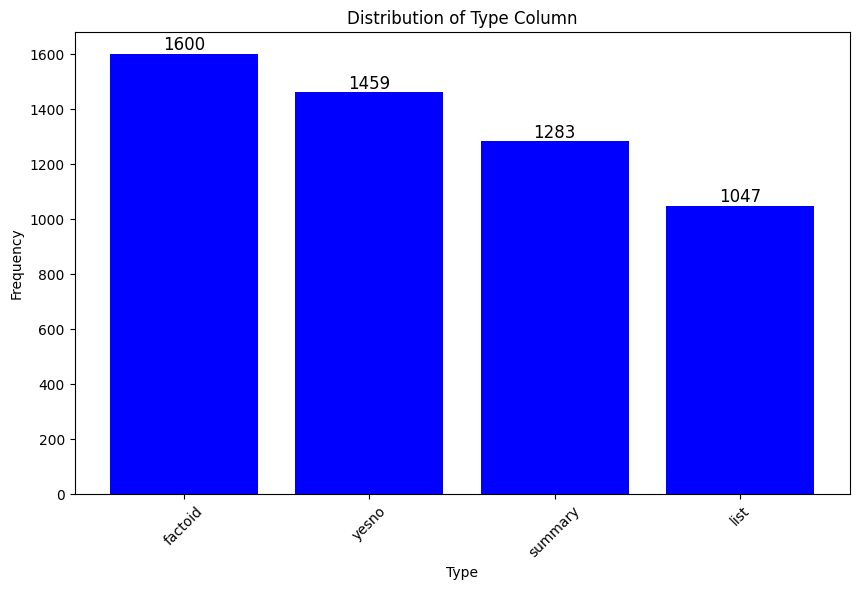 Distribution of Type Column
1600
1459
1283
1047
1600
1400
1200
1000
800
600
400
200
0
Frequency
factoid
yesno
summary
list
Type